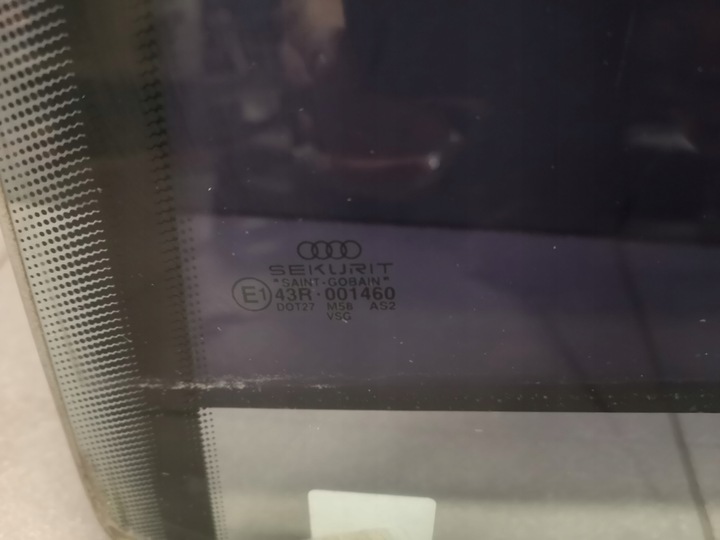 SEKURIT
"SAINT-GOBAIN"
E1 43R-001460
DOT27 M58 AS2
VSG